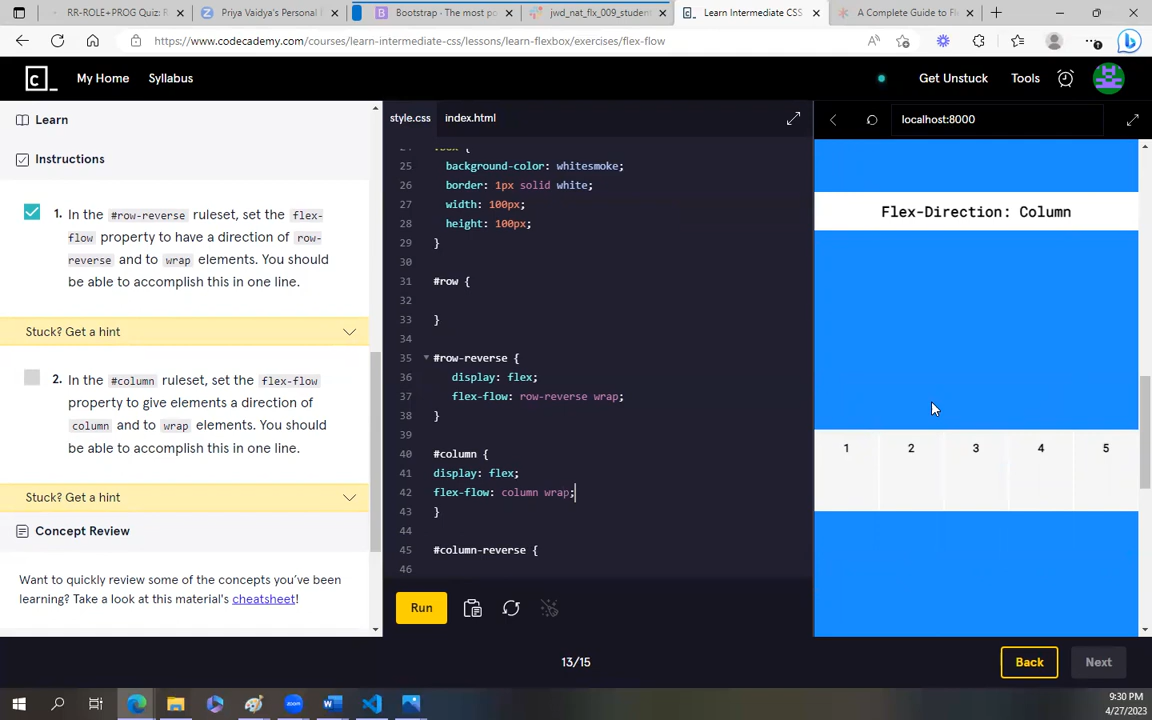 RR-ROLE+PROG Quiz: R
Priya Vaidya's Personal
Bootstrap · The most po
jwd_nat_flx_009_student
Learn Intermediate CSS
A Complete Guide to Fle
https://www.codecademy.com/courses/learn-intermediate-css/lessons/learn-flexbox/exercises/flex-flow
c_
My Home
Syllabus
Get Unstuck
Tools
Learn
Instructions
1. In the #row-reverse ruleset, set the flex-
flow property to have a direction of row-
reverse and to wrap elements. You should
be able to accomplish this in one line.
Stuck? Get a hint
2. In the #column ruleset, set the flex-flow
property to give elements a direction of
column and to wrap elements. You should
be able to accomplish this in one line.
Stuck? Get a hint
Concept Review
Want to quickly review some of the concepts you've been
learning? Take a look at this material's cheatsheet!
style.css
index.html
25 background-color: whitesmoke;
26 border: 1px solid white;
27 width: 100px;
28 height: 100px;
29 }
30
31 #row {
32
33 }
34
35 #row-reverse {
36 display: flex;
37 flex-flow: row-reverse wrap;
38 }
39
40 #column {
41 display: flex;
42 flex-flow: column wrap;
43 }
44
45 #column-reverse {
46
Run
localhost:8000
Flex-Direction: Column
1 2 3 4 5
13/15
Back
Next
9:30 PM
4/27/2023